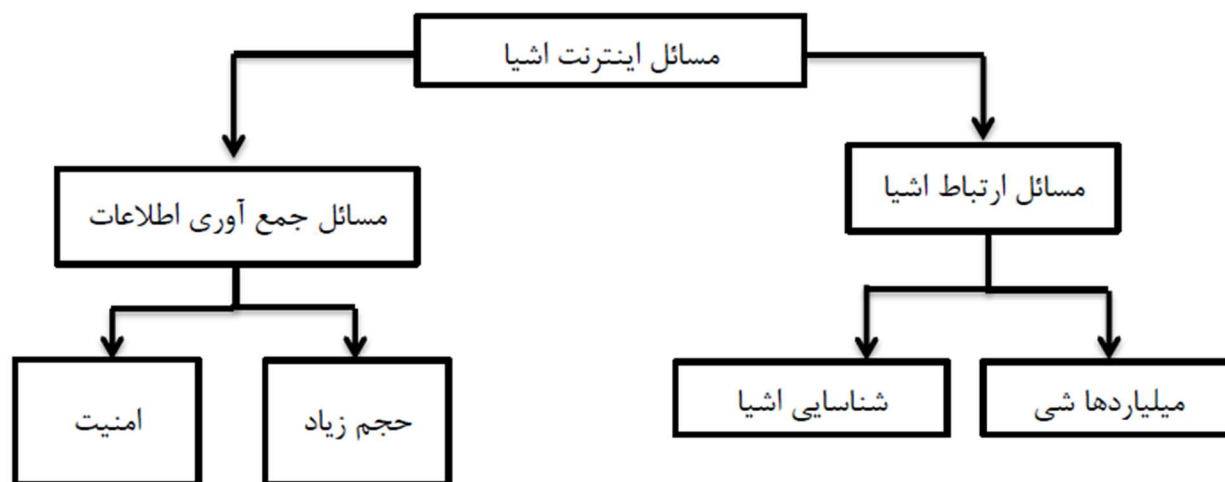 مسائل اینترنت اشیا
مسائل ارتباط اشیا
مسائل جمع آوری اطلاعات
میلیاردها شی
شناسایی اشیا
حجم زیاد
امنیت